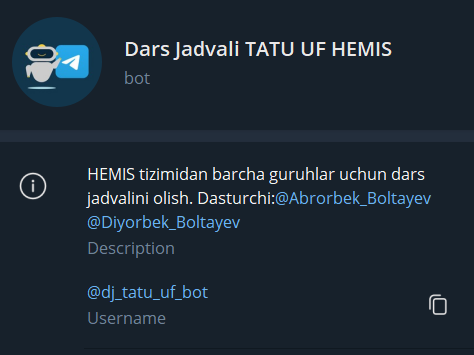 Dars Jadvali TATU UF HEMIS
bot
HEMIS tizimidan barcha guruhlar uchun dars
jadvalini olish. Dasturchi:@Abrorbek_Boltayev
@Diyorbek_Boltayev
Description
@dj_tatu_uf_bot
Username